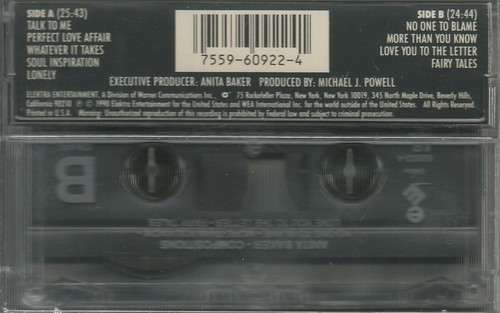 SIDE A (25:43)
TALK TO ME
PERFECT LOVE AFFAIR
WHATEVER IT TAKES
SOUL INSPIRATION
LONELY
7559-60922-4
SIDE B (24:44)
NO ONE TO BLAME
MORE THAN YOU KNOW
LOVE YOU TO THE LETTER
FAIRY TALES
EXECUTIVE PRODUCER: ANITA BAKER PRODUCED BY: MICHAEL J. POWELL
ELEKTRA ENTERTAINMENT, A Division of Warner Communications Inc., 75 Rockefeller Plaza, New York, New York 10019, 345 North Maple Drive, Beverly Hills,
California 90210 ℗ © 1990 Elektra Entertainment for the United States and WEA International Inc. for the world outside of the United States. All Rights Reserved.
Printed in U.S.A. Warning: Unauthorized reproduction of this recording is prohibited by Federal law and subject to criminal prosecution.
B
ANITA BAKER - COMPOSITIONS